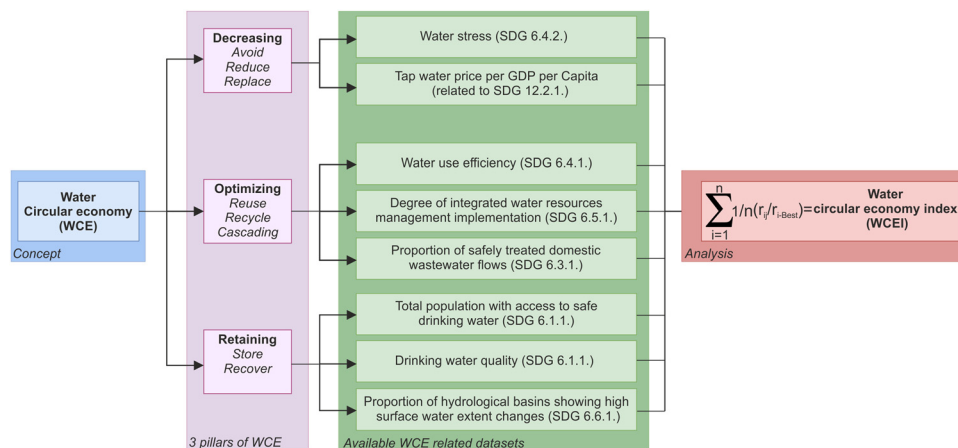 Water
Circular economy
(WCE)
Concept
Decreasing
Avoid
Reduce
Replace
Optimizing
Reuse
Recycle
Cascading
Retaining
Store
Recover
3 pillars of WCE
Water stress (SDG 6.4.2.)
Tap water price per GDP per Capita
(related to SDG 12.2.1.)
Water use efficiency (SDG 6.4.1.)
Degree of integrated water resources
management implementation (SDG 6.5.1.)
Proportion of safely treated domestic
wastewater flows (SDG 6.3.1.)
Total population with access to safe
drinking water (SDG 6.1.1.)
Drinking water quality (SDG 6.1.1.)
Proportion of hydrological basins showing high
surface water extent changes (SDG 6.6.1.)
Available WCE related datasets
n
∑ 1/n(r_ij/r_i-Best)=
i=1
Water
circular economy index
(WCEI)
Analysis